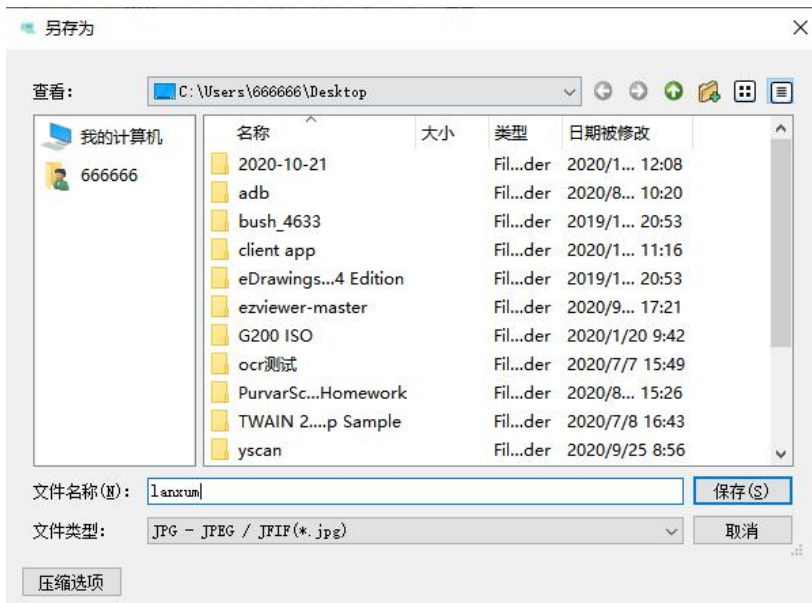 另存为
查看: C:\Users\666666\Desktop
我的计算机
666666
名称 大小 类型 日期被修改
2020-10-21 Fil...der 2020/1... 12:08
adb Fil...der 2020/8... 10:20
bush_4633 Fil...der 2019/1... 20:53
client app Fil...der 2020/1... 11:16
eDrawings...4 Edition Fil...der 2019/1... 20:53
ezviewer-master Fil...der 2020/9... 17:21
G200 ISO Fil...der 2020/1/20 9:42
ocr测试 Fil...der 2020/7/7 15:49
PurvarSc...Homework Fil...der 2020/8... 15:26
TWAIN 2....p Sample Fil...der 2020/7/8 16:43
yscan Fil...der 2020/9/25 8:56
文件名称(N): lanxum 保存(S)
文件类型: JPG - JPEG / JFIF(*.jpg) 取消
压缩选项